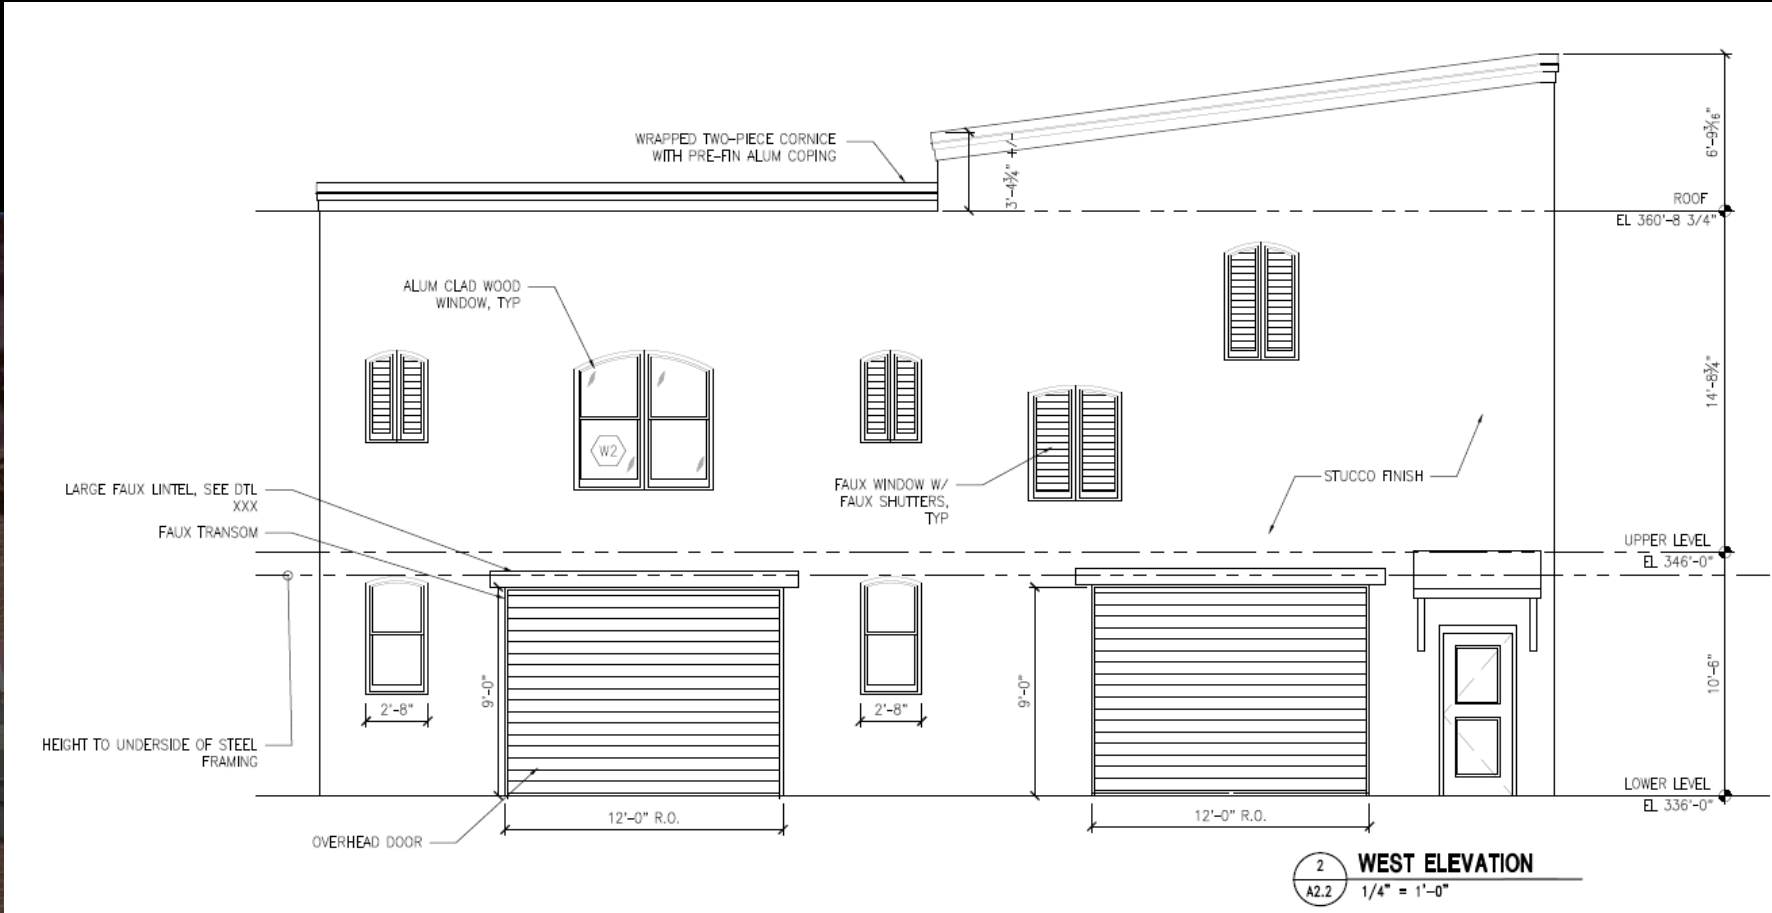 WRAPPED TWO-PIECE CORNICE
WITH PRE-FIN ALUM COPING
3'-4¾" +/-
6'-9 3/16"
ROOF
EL 360'-8 3/4"
ALUM CLAD WOOD
WINDOW, TYP
14'-8¾"
W2
LARGE FAUX LINTEL, SEE DTL
XXX
FAUX TRANSOM
FAUX WINDOW W/
FAUX SHUTTERS,
TYP
STUCCO FINISH
UPPER LEVEL
EL 346'-0"
9'-0"
9'-0"
10'-6"
2'-8"
2'-8"
HEIGHT TO UNDERSIDE OF STEEL
FRAMING
LOWER LEVEL
EL 336'-0"
12'-0" R.O.
12'-0" R.O.
OVERHEAD DOOR
2
A2.2
WEST ELEVATION
1/4" = 1'-0"